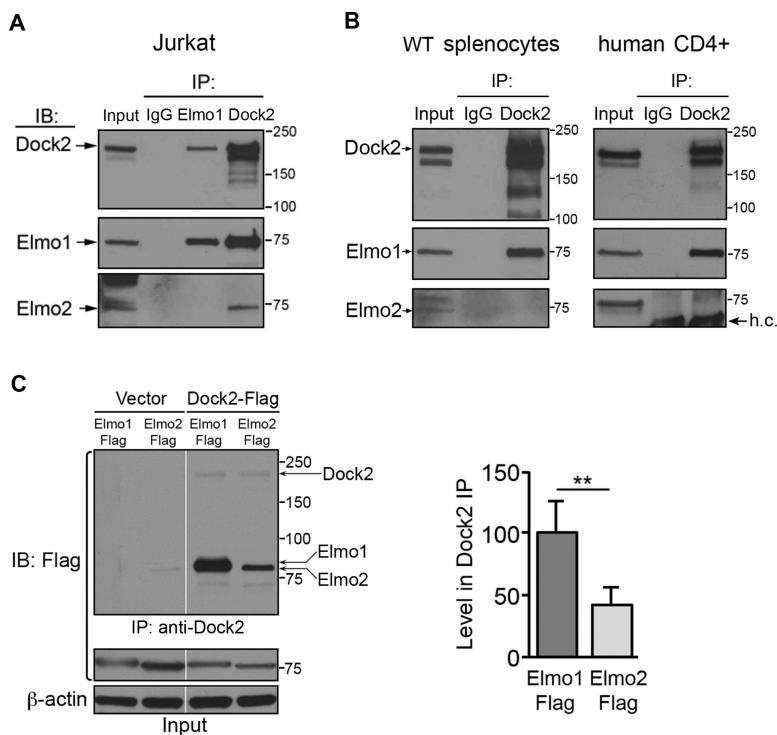 A
Jurkat
IP:
IB:
Input IgG Elmo1 Dock2
Dock2
250
150
100
Elmo1
75
Elmo2
75
B
WT splenocytes
human CD4+
IP:
IP:
Input IgG Dock2
Input IgG Dock2
Dock2
250
150
100
250
150
100
Elmo1
75
75
Elmo2
75
75
h.c.
C
Vector
Dock2-Flag
Elmo1 Flag
Elmo2 Flag
Elmo1 Flag
Elmo2 Flag
250
Dock2
150
100
Elmo1
75
Elmo2
IB: Flag
IP: anti-Dock2
75
β-actin
Input
Level in Dock2 IP
150
100
50
0
**
Elmo1 Flag
Elmo2 Flag